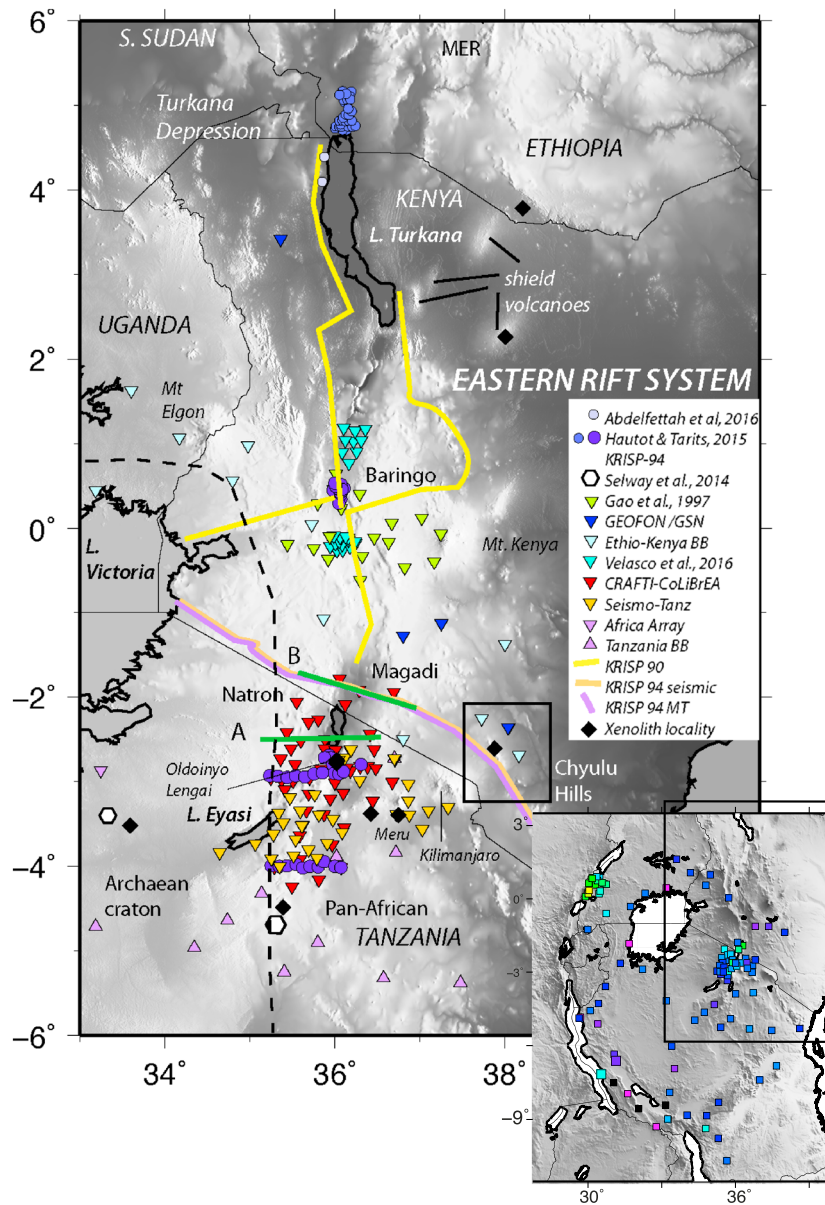 6°
4°
2°
0°
−2°
−4°
−6°
34°
36°
38°
S. SUDAN
MER
Turkana
Depression
ETHIOPIA
KENYA
L. Turkana
shield
volcanoes
UGANDA
Mt
Elgon
EASTERN RIFT SYSTEM
Baringo
L.
Victoria
Mt. Kenya
Abdelfettah et al, 2016
Hautot & Tarits, 2015
KRISP-94
Selway et al., 2014
Gao et al., 1997
GEOFON /GSN
Ethio-Kenya BB
Velasco et al., 2016
CRAFTI-CoLiBrEA
Seismo-Tanz
Africa Array
Tanzania BB
KRISP 90
KRISP 94 seismic
KRISP 94 MT
Xenolith locality
B
Magadi
Natron
A
Oldoinyo
Lengai
L. Eyasi
Meru
Kilimanjaro
Chyulu
Hills
Archaean
craton
Pan-African
TANZANIA
3
0
−3
−9
30°
36°